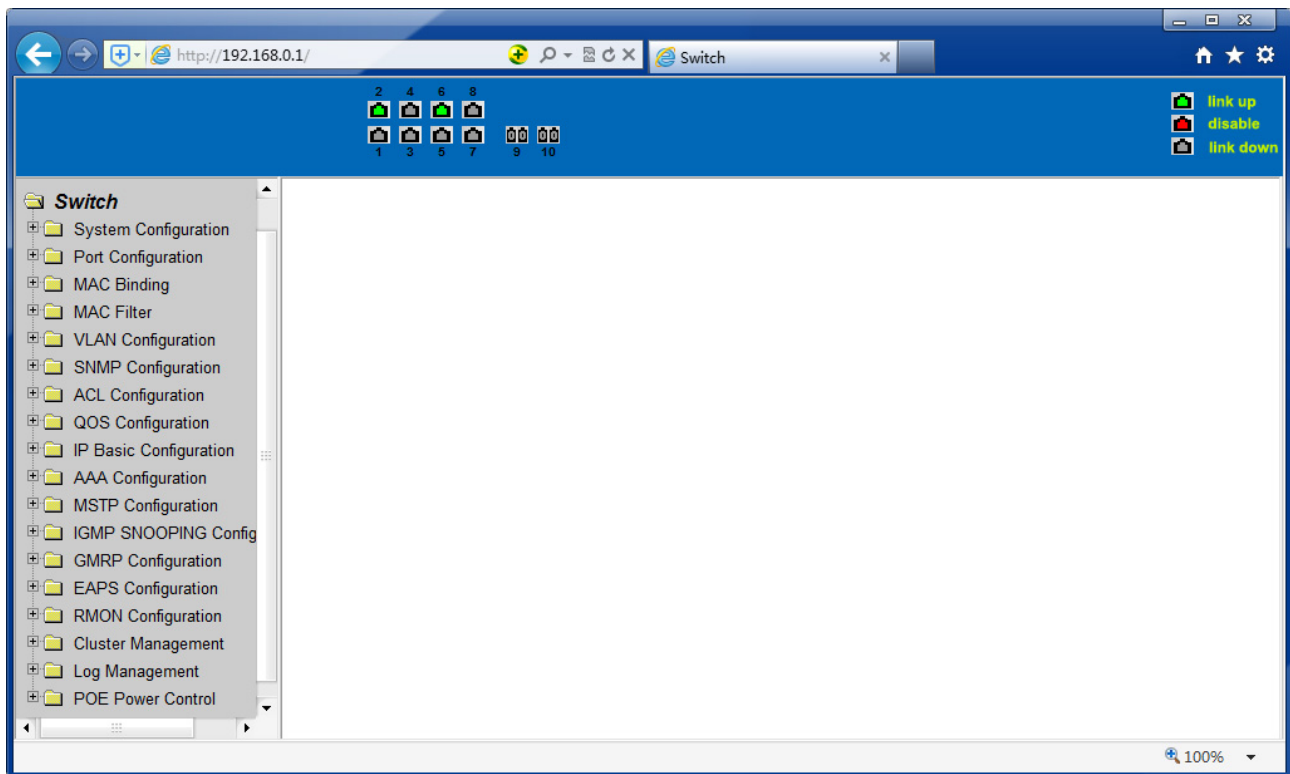 http://192.168.0.1/
Switch
2 4 6 8
1 3 5 7 9 10
link up
disable
link down
Switch
System Configuration
Port Configuration
MAC Binding
MAC Filter
VLAN Configuration
SNMP Configuration
ACL Configuration
QOS Configuration
IP Basic Configuration
AAA Configuration
MSTP Configuration
IGMP SNOOPING Config
GMRP Configuration
EAPS Configuration
RMON Configuration
Cluster Management
Log Management
POE Power Control
100%